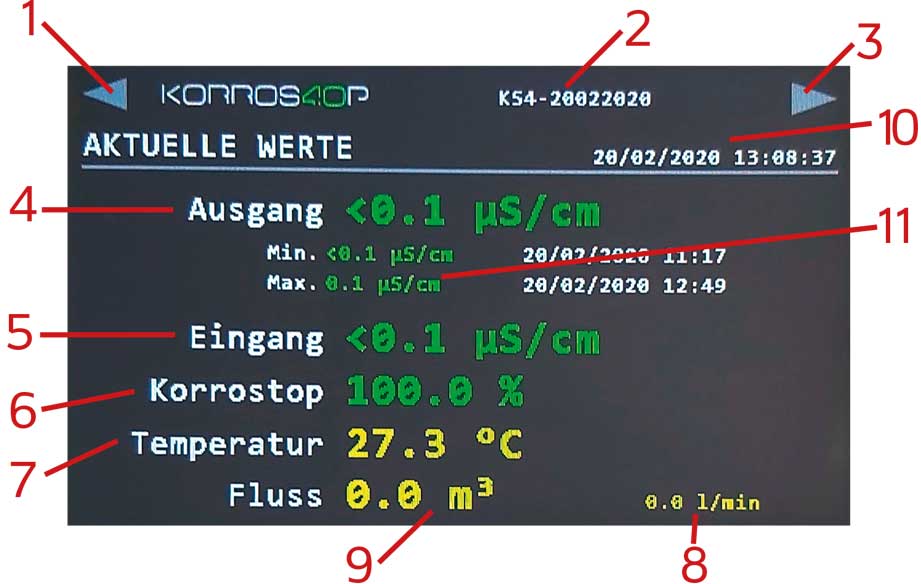 1
2
3
KORROS40P
KS4-20022020
10
AKTUELLE WERTE
20/02/2020 13:08:37
4
Ausgang <0.1 µS/cm
11
Min. <0.1 µS/cm 20/02/2020 11:17
Max. 0.1 µS/cm 20/02/2020 12:49
5
Eingang <0.1 µS/cm
6
Korrostop 100.0 %
7
Temperatur 27.3 °C
Fluss 0.0 m³
0.0 l/min
9
8